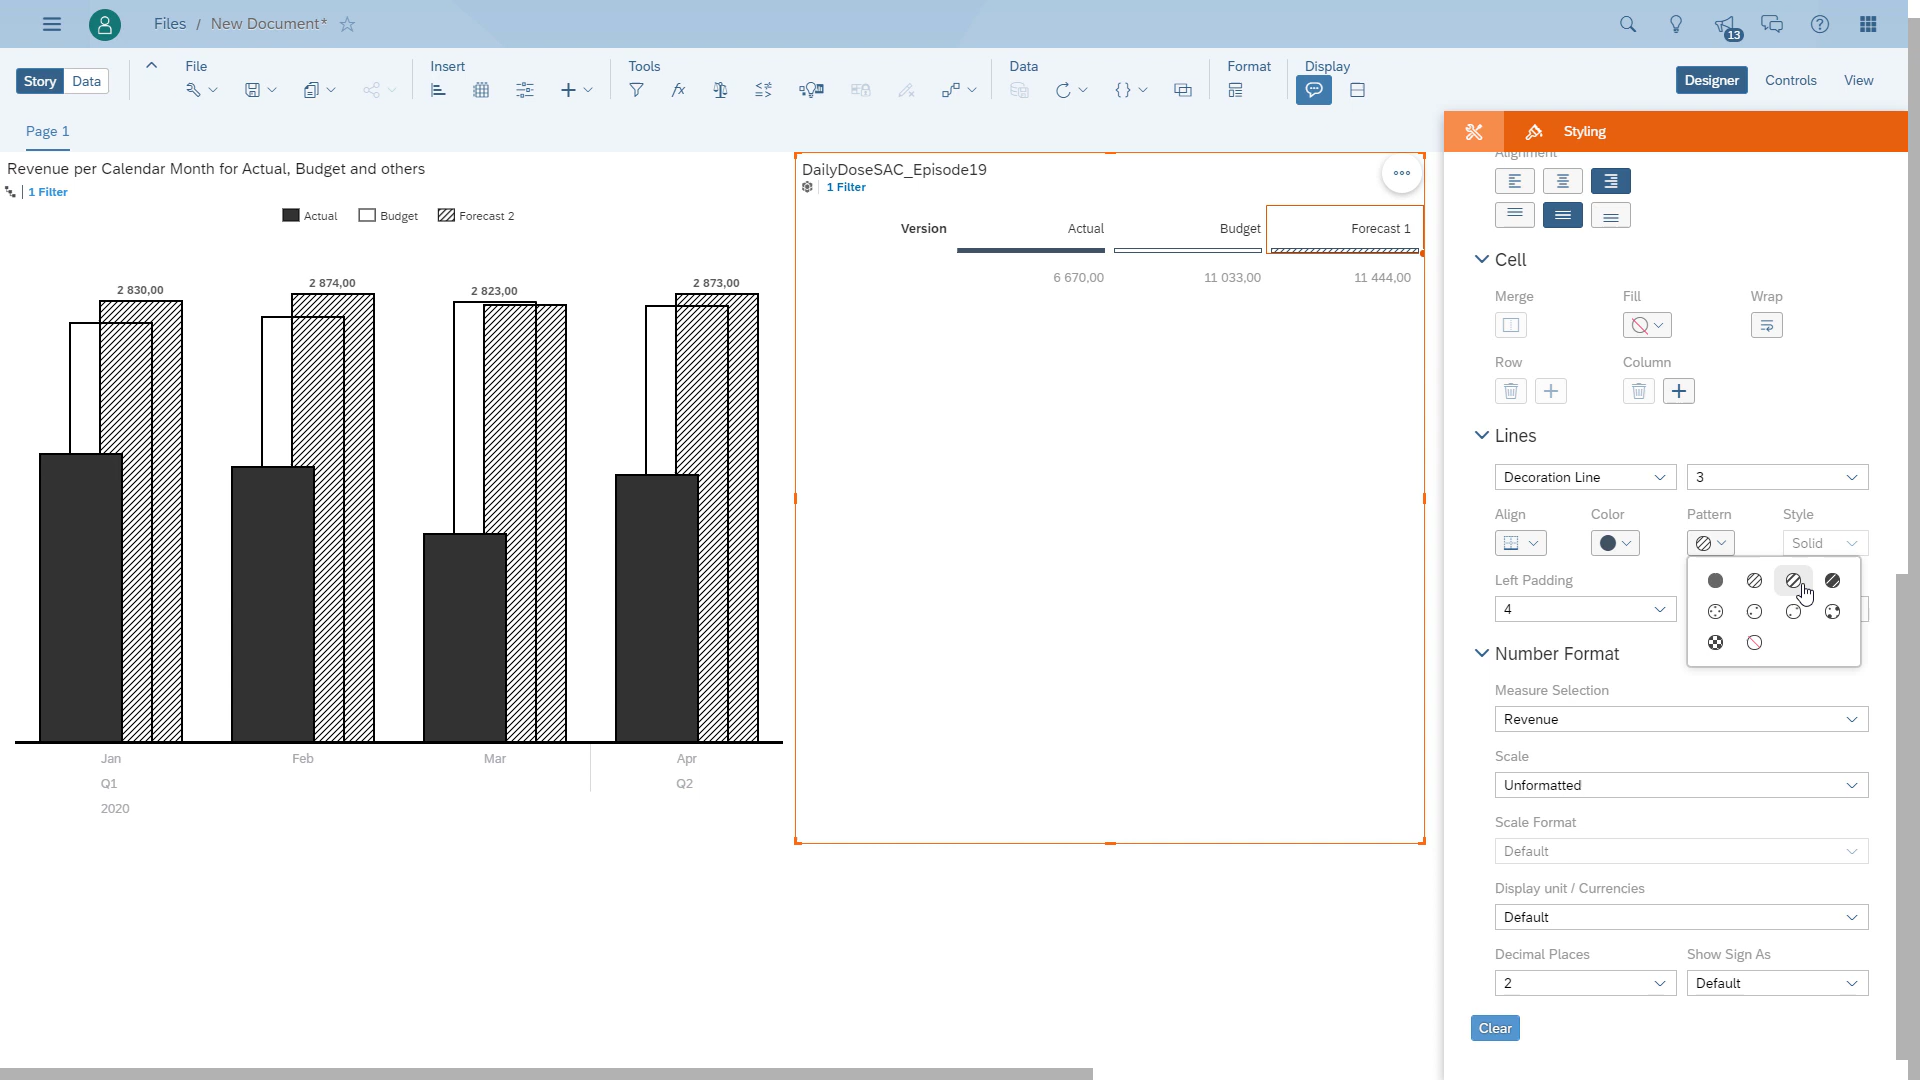 Files / New Document*
13
Story Data
File
Insert
Tools
Data
Format
Display
Designer Controls View
Page 1
Styling
Revenue per Calendar Month for Actual, Budget and others
1 Filter
Actual Budget Forecast 2
2 830,00
2 874,00
2 823,00
2 873,00
Jan Feb Mar Apr
Q1 Q2
2020
DailyDoseSAC_Episode19
1 Filter
Version Actual Budget Forecast 1
6 670,00 11 033,00 11 444,00
Alignment
Cell
Merge Fill Wrap
Row Column
Lines
Decoration Line 3
Align Color Pattern Style
Solid
Left Padding
4
Number Format
Measure Selection
Revenue
Scale
Unformatted
Scale Format
Default
Display unit / Currencies
Default
Decimal Places Show Sign As
2 Default
Clear